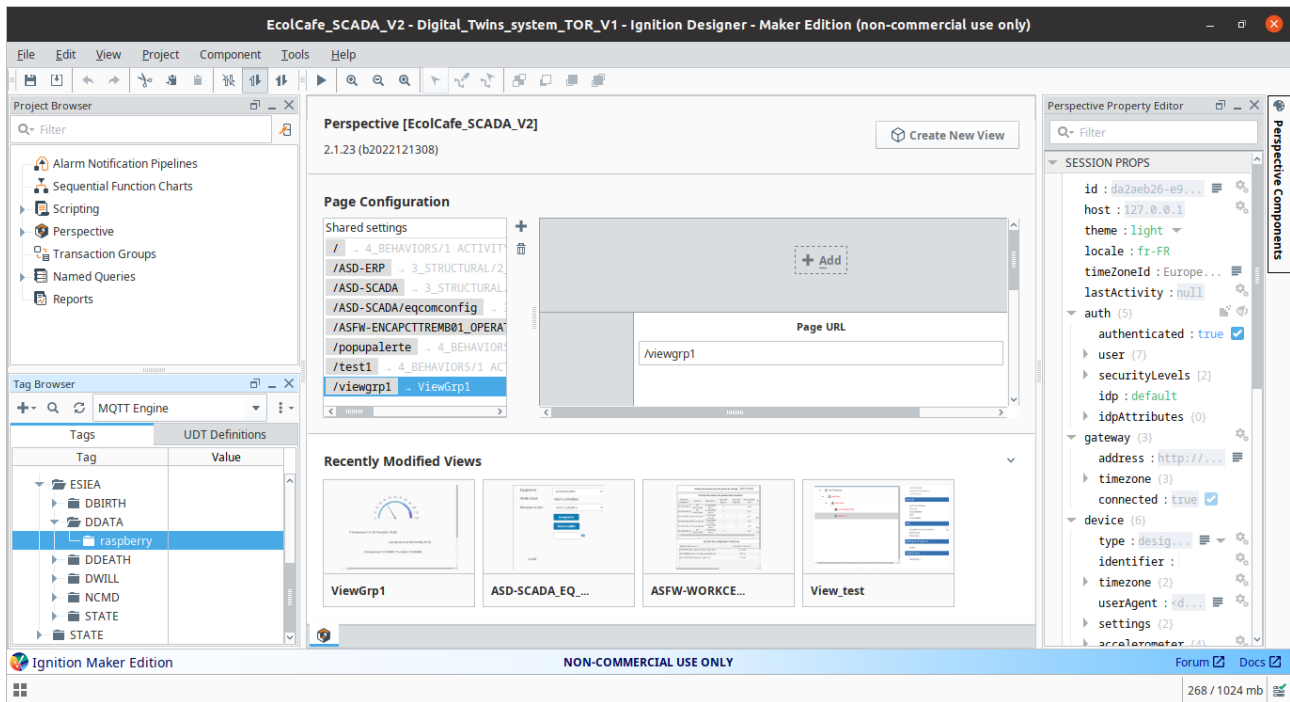 EcolCafe_SCADA_V2 - Digital_Twins_system_TOR_V1 - Ignition Designer - Maker Edition (non-commercial use only)
File Edit View Project Component Tools Help
Project Browser
Filter
Alarm Notification Pipelines
Sequential Function Charts
Scripting
Perspective
Transaction Groups
Named Queries
Reports
Tag Browser
MQTT Engine
Tags UDT Definitions
Tag Value
ESIEA
DBIRTH
DDATA
raspberry
DDEATH
DWILL
NCMD
STATE
STATE
Perspective [EcolCafe_SCADA_V2]
2.1.23 (b2022121308)
Create New View
Page Configuration
Shared settings
/ → 4_BEHAVIORS/1 ACTIVITY
/ASD-ERP → 3_STRUCTURAL/2_
/ASD-SCADA → 3_STRUCTURAL/
/ASD-SCADA/eqcomconfig →
/ASFW-ENCAPCTTREMB01_OPERAT
/popupalerte → 4_BEHAVIORS
/test1 → 4_BEHAVIORS/1 ACT
/viewgrp1 → ViewGrp1
+ Add
Page URL
/viewgrp1
Recently Modified Views
ViewGrp1
ASD-SCADA_EQ_...
ASFW-WORKCE...
View_test
Perspective Property Editor
Filter
SESSION PROPS
id : da2aeb26-e9...
host : 127.0.0.1
theme : light
locale : fr-FR
timeZoneId : Europe...
lastActivity : null
auth {5}
authenticated : true
user {7}
securityLevels [2]
idp : default
idpAttributes {0}
gateway {3}
address : http://...
timezone {3}
connected : true
device {6}
type : desig...
identifier :
timezone {2}
userAgent : <d...
settings {2}
accelerometer {4}
Perspective Components
Ignition Maker Edition
NON-COMMERCIAL USE ONLY
Forum Docs
268 / 1024 mb